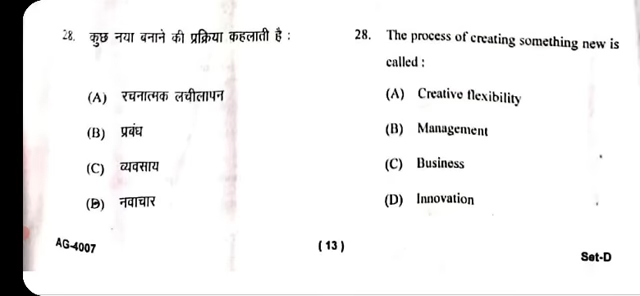 28. कुछ नया बनाने की प्रक्रिया कहलाती है :
(A) रचनात्मक लचीलापन
(B) प्रबंध
(C) व्यवसाय
(D) नवाचार
28. The process of creating something new is
called :
(A) Creative flexibility
(B) Management
(C) Business
(D) Innovation
AG-4007
(13)
Set-D